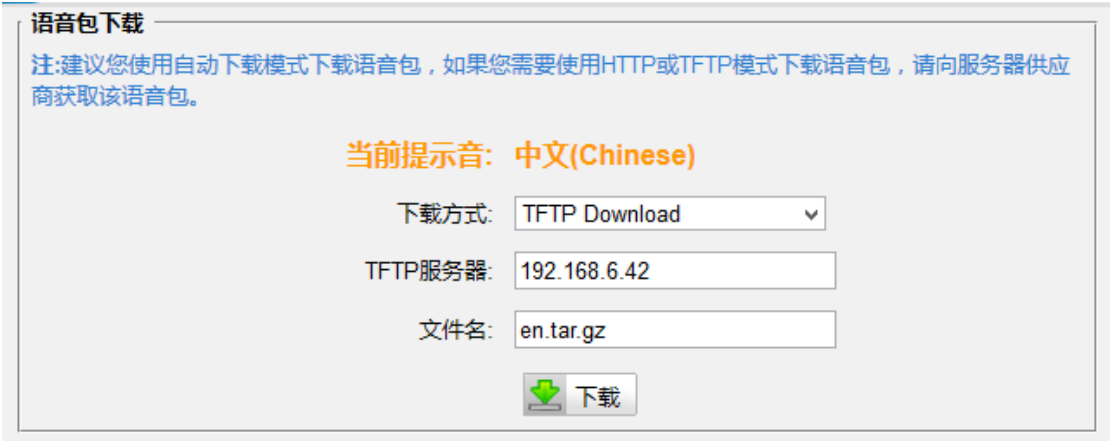 语音包下载
注:建议您使用自动下载模式下载语音包，如果您需要使用HTTP或TFTP模式下载语音包，请向服务器供应
商获取该语音包。
当前提示音: 中文(Chinese)
下载方式: TFTP Download
TFTP服务器: 192.168.6.42
文件名: en.tar.gz
下载